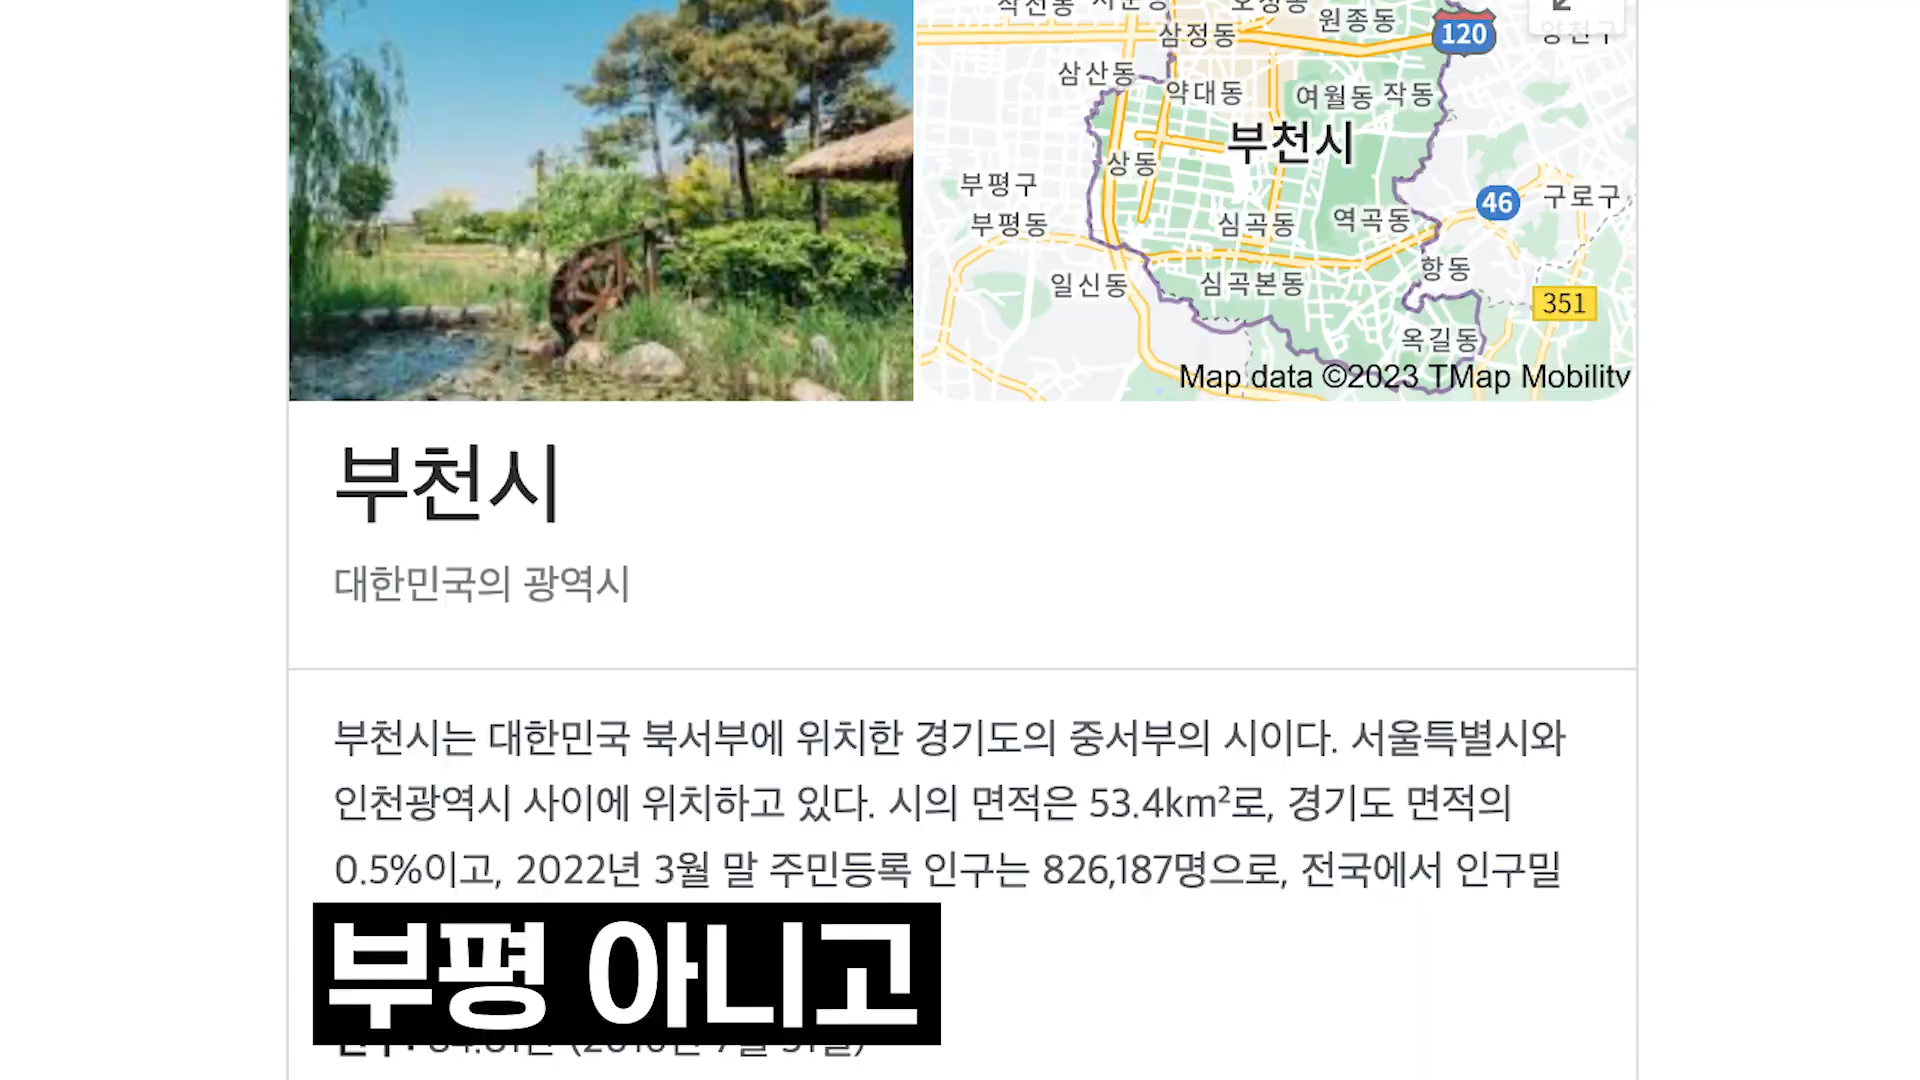 삼정동
원종동
120
삼산동
약대동
여월동 작동
부천시
상동
부평구
46
구로구
부평동
심곡동
역곡동
일신동
심곡본동
항동
351
옥길동
Map data ©2023 TMap Mobility
부천시
대한민국의 광역시
부천시는 대한민국 북서부에 위치한 경기도의 중서부의 시이다. 서울특별시와
인천광역시 사이에 위치하고 있다. 시의 면적은 53.4km²로, 경기도 면적의
0.5%이고, 2022년 3월 말 주민등록 인구는 826,187명으로, 전국에서 인구밀
부평 아니고